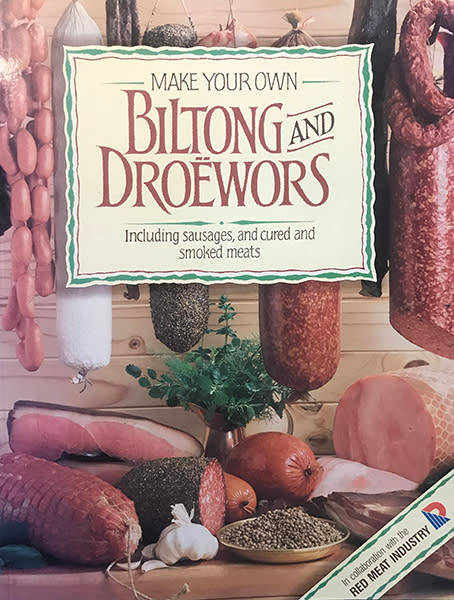 MAKE YOUR OWN
BILTONG AND
DROËWORS
Including sausages, and cured and
smoked meats
In collaboration with the
RED MEAT INDUSTRY